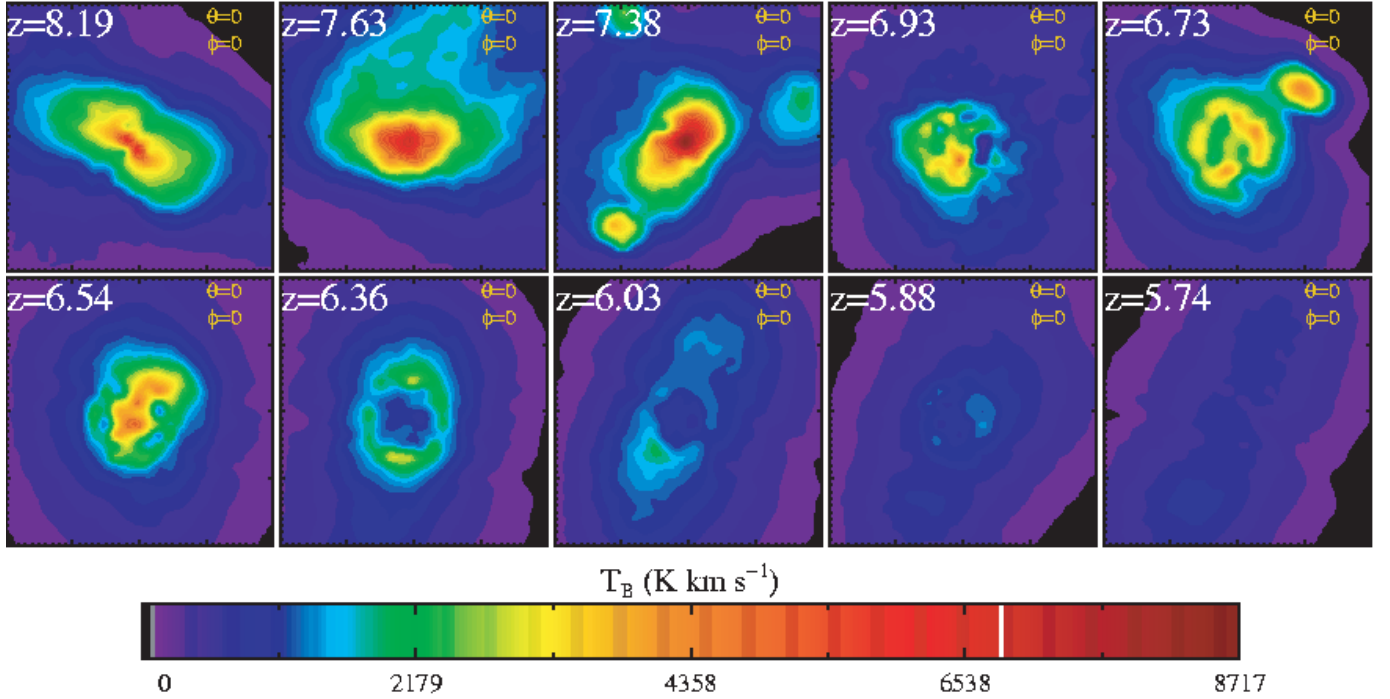 z=8.19 θ=0
φ=0
z=7.63 θ=0
φ=0
z=7.38 θ=0
φ=0
z=6.93 θ=0
φ=0
z=6.73 θ=0
φ=0
z=6.54 θ=0
φ=0
z=6.36 θ=0
φ=0
z=6.03 θ=0
φ=0
z=5.88 θ=0
φ=0
z=5.74 θ=0
φ=0
T_B (K km s⁻¹)
0 2179 4358 6538 8717